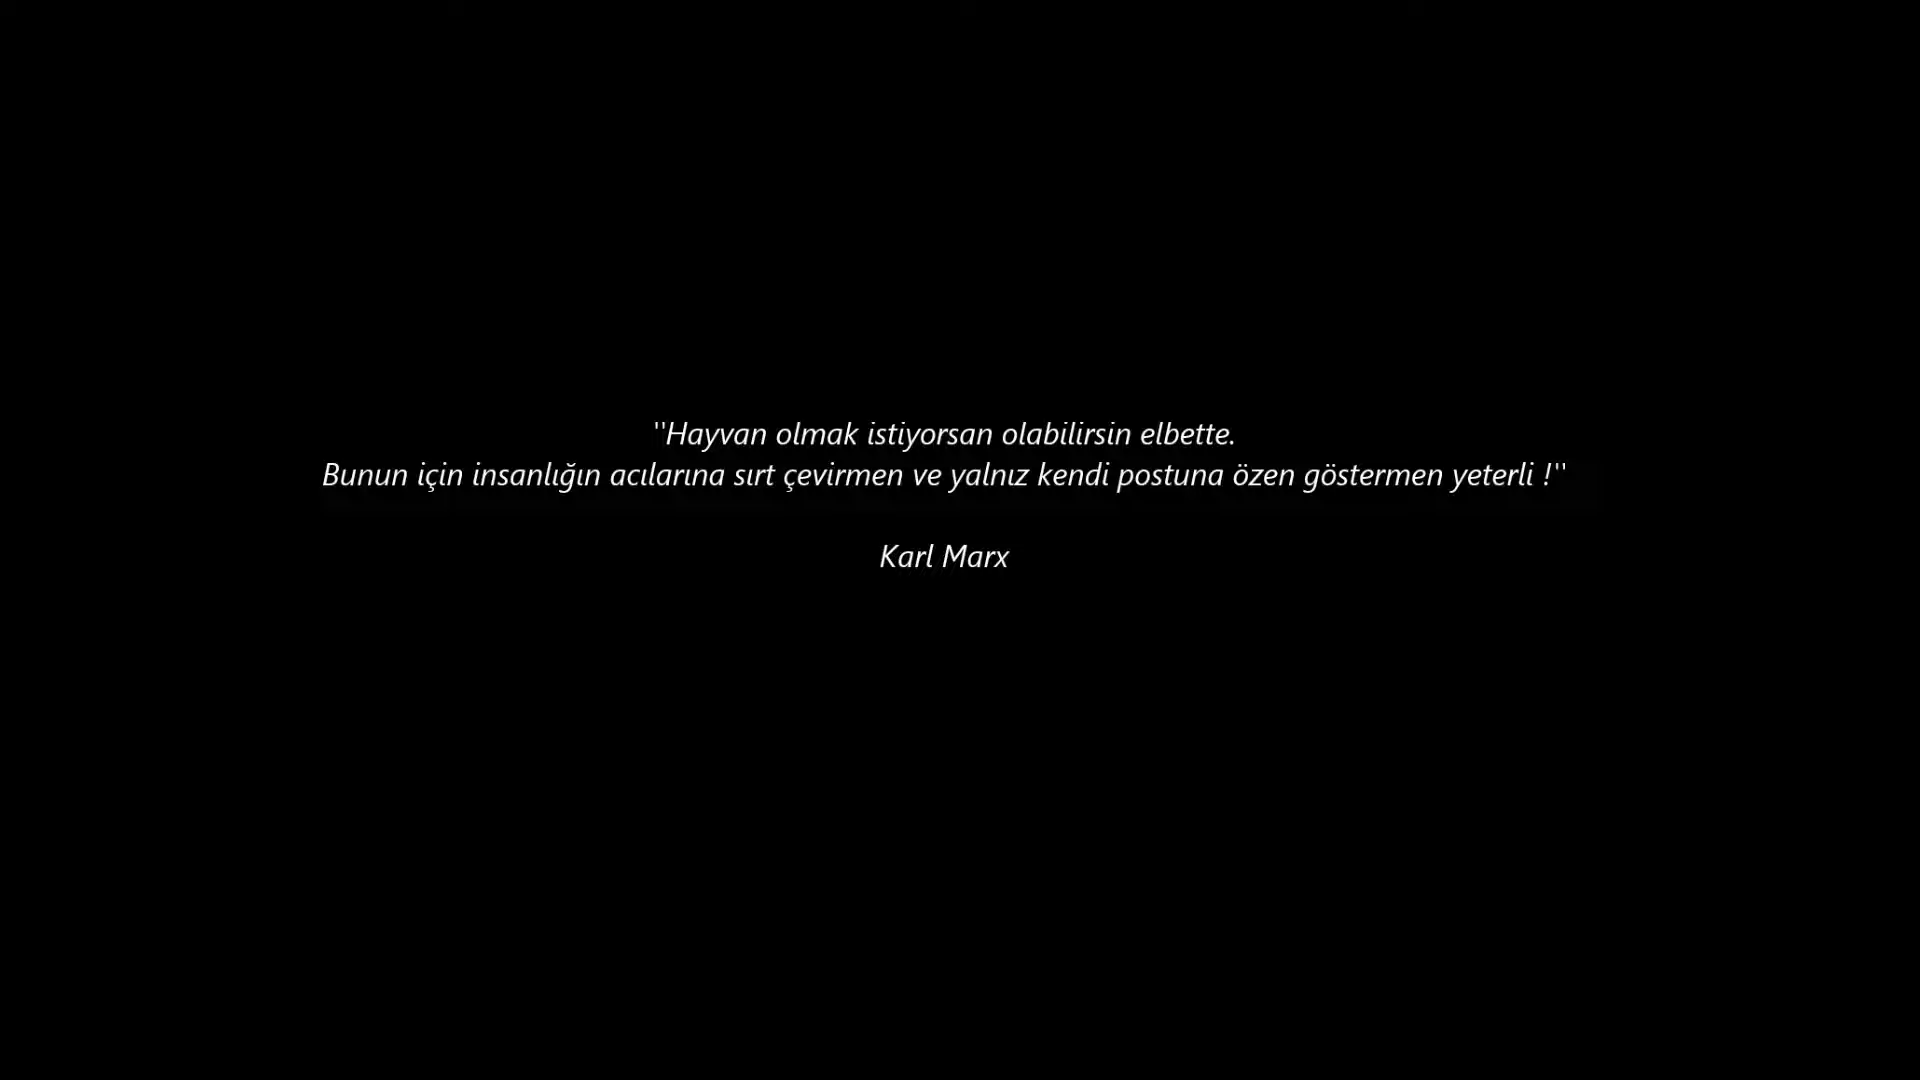 "Hayvan olmak istiyorsan olabilirsin elbette.
Bunun için insanlığın acılarına sırt çevirmen ve yalnız kendi postuna özen göstermen yeterli !"
Karl Marx